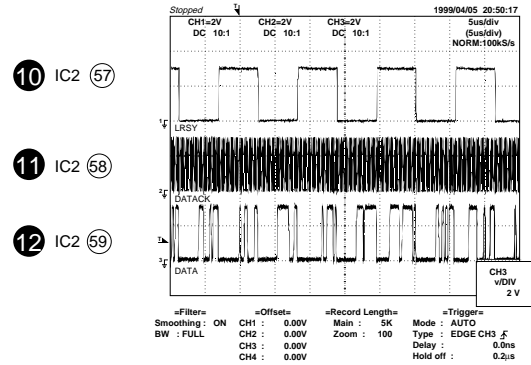 Stopped 1999/04/05 20:50:17
CH1=2V CH2=2V CH3=2V 5us/div
DC 10:1 DC 10:1 DC 10:1 (5us/div)
NORM:100kS/s
10 IC2 57
LRSY
11 IC2 58
DATACK
12 IC2 59
DATA
CH3
v/DIV
2 V
=Filter= =Offset= =Record Length= =Trigger=
Smoothing : ON CH1 : 0.00V Main : 5K Mode : AUTO
BW : FULL CH2 : 0.00V Zoom : 100 Type : EDGE CH3
CH3 : 0.00V Delay : 0.0ns
CH4 : 0.00V Hold off : 0.2µs